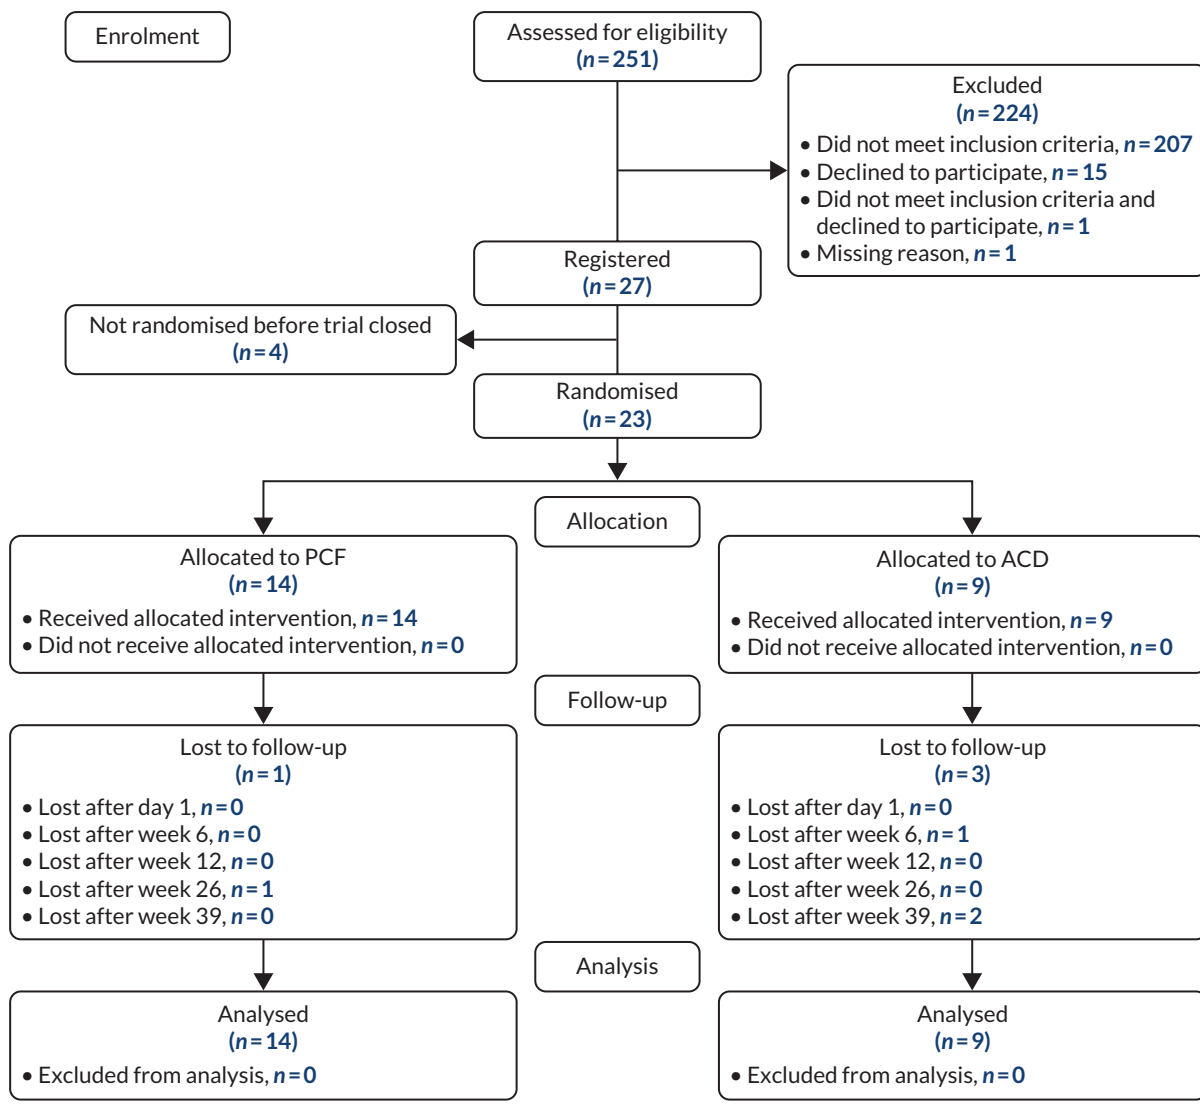 Enrolment
Assessed for eligibility
(n=251)
Excluded
(n=224)
• Did not meet inclusion criteria, n=207
• Declined to participate, n=15
• Did not meet inclusion criteria and
declined to participate, n=1
• Missing reason, n=1
Registered
(n=27)
Not randomised before trial closed
(n=4)
Randomised
(n=23)
Allocation
Allocated to PCF
(n=14)
• Received allocated intervention, n=14
• Did not receive allocated intervention, n=0
Allocated to ACD
(n=9)
• Received allocated intervention, n=9
• Did not receive allocated intervention, n=0
Follow-up
Lost to follow-up
(n=1)
• Lost after day 1, n=0
• Lost after week 6, n=0
• Lost after week 12, n=0
• Lost after week 26, n=1
• Lost after week 39, n=0
Lost to follow-up
(n=3)
• Lost after day 1, n=0
• Lost after week 6, n=1
• Lost after week 12, n=0
• Lost after week 26, n=0
• Lost after week 39, n=2
Analysis
Analysed
(n=14)
• Excluded from analysis, n=0
Analysed
(n=9)
• Excluded from analysis, n=0